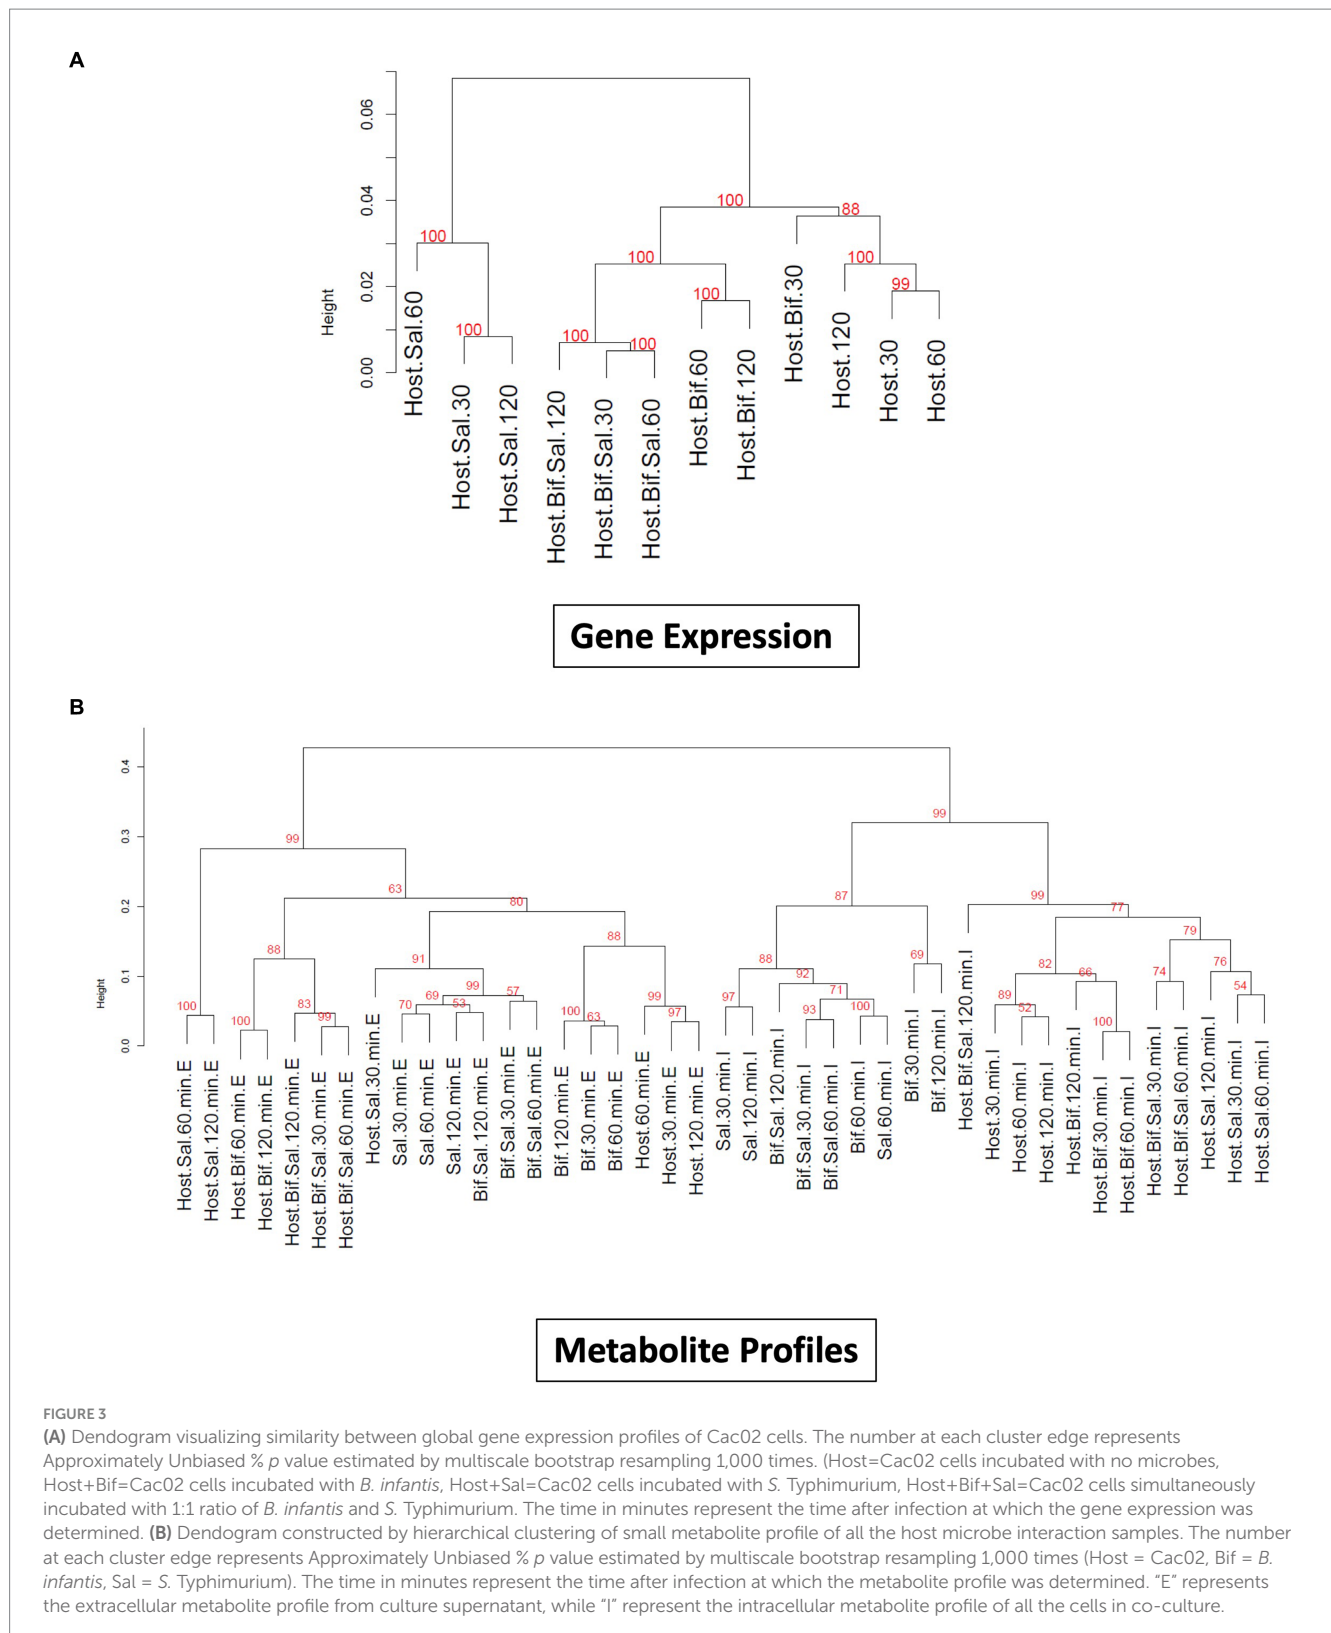 A
0.06
0.04
0.02
0.00
Height
100
88
100
100
100
99
100
100
100
100
Host.Sal.60
Host.Sal.30
Host.Sal.120
Host.Bif.Sal.120
Host.Bif.Sal.30
Host.Bif.Sal.60
Host.Bif.60
Host.Bif.120
Host.Bif.30
Host.120
Host.30
Host.60
Gene Expression
B
0.4
0.3
0.2
0.1
0.0
Height
99
99
63
80
87
99
77
88
91
88
88
92
69
82
66
79
74
76
54
100
100
83
99
70
69
99
53
57
100
63
99
97
97
93
71
100
89
52
100
Host.Sal.60.min.E
Host.Sal.120.min.E
Host.Bif.60.min.E
Host.Bif.120.min.E
Host.Bif.Sal.120.min.E
Host.Bif.Sal.30.min.E
Host.Bif.Sal.60.min.E
Host.Sal.30.min.E
Sal.30.min.E
Sal.60.min.E
Sal.120.min.E
Bif.Sal.120.min.E
Bif.Sal.30.min.E
Bif.Sal.60.min.E
Bif.120.min.E
Bif.30.min.E
Bif.60.min.E
Host.60.min.E
Host.30.min.E
Host.120.min.E
Sal.30.min.I
Sal.120.min.I
Bif.Sal.120.min.I
Bif.Sal.30.min.I
Bif.Sal.60.min.I
Bif.60.min.I
Sal.60.min.I
Bif.30.min.I
Bif.120.min.I
Host.Bif.Sal.120.min.I
Host.30.min.I
Host.60.min.I
Host.120.min.I
Host.Bif.120.min.I
Host.Bif.30.min.I
Host.Bif.60.min.I
Host.Bif.Sal.30.min.I
Host.Bif.Sal.60.min.I
Host.Sal.120.min.I
Host.Sal.30.min.I
Host.Sal.60.min.I
Metabolite Profiles
FIGURE 3
(A) Dendogram visualizing similarity between global gene expression profiles of Cac02 cells. The number at each cluster edge represents
Approximately Unbiased % p value estimated by multiscale bootstrap resampling 1,000 times. (Host=Cac02 cells incubated with no microbes,
Host+Bif=Cac02 cells incubated with B. infantis, Host+Sal=Cac02 cells incubated with S. Typhimurium, Host+Bif+Sal=Cac02 cells simultaneously
incubated with 1:1 ratio of B. infantis and S. Typhimurium. The time in minutes represent the time after infection at which the gene expression was
determined. (B) Dendogram constructed by hierarchical clustering of small metabolite profile of all the host microbe interaction samples. The number
at each cluster edge represents Approximately Unbiased % p value estimated by multiscale bootstrap resampling 1,000 times (Host = Cac02, Bif = B.
infantis, Sal = S. Typhimurium). The time in minutes represent the time after infection at which the metabolite profile was determined. “E” represents
the extracellular metabolite profile from culture supernatant, while “I” represent the intracellular metabolite profile of all the cells in co-culture.